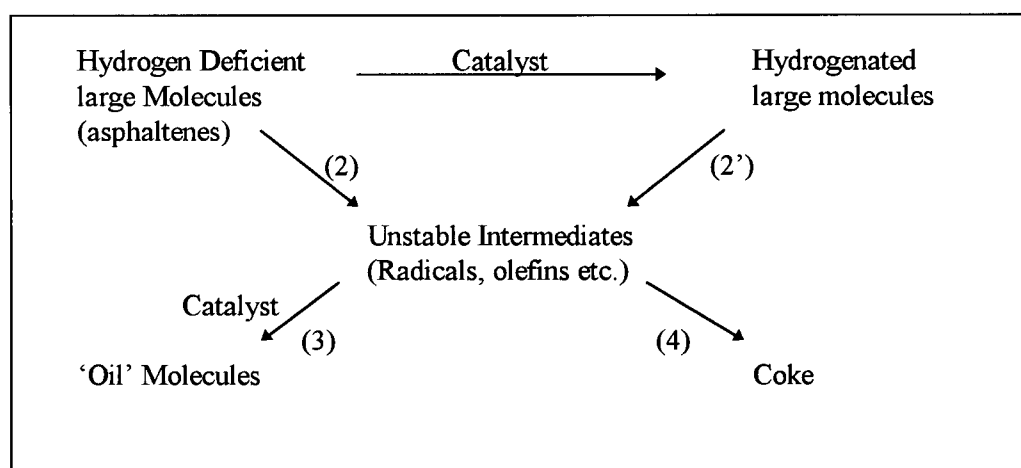 Hydrogen Deficient
large Molecules
(asphaltenes)
Catalyst
Hydrogenated
large molecules
(2)
(2’)
Unstable Intermediates
(Radicals, olefins etc.)
Catalyst
(3)
(4)
‘Oil’ Molecules
Coke